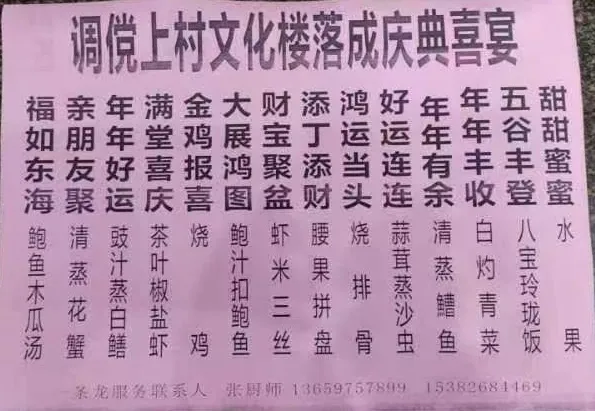 调傥上村文化楼落成庆典喜宴
福如东海 鲍鱼木瓜汤
亲朋友聚 清蒸花蟹
年年好运 豉汁蒸白鳝
满堂喜庆 茶叶椒盐虾
金鸡报喜 烧鸡
大展鸿图 鲍汁扣鲍鱼
财宝聚盆 虾米三丝
添丁添财 腰果拼盘
鸿运当头 烧排骨
好运连连 蒜茸蒸沙虫
年年有余 清蒸鰽鱼
年年丰收 白灼青菜
五谷丰登 八宝玲珑饭
甜甜蜜蜜 水果
一条龙服务联系人 张厨师 13659757899 15382684469